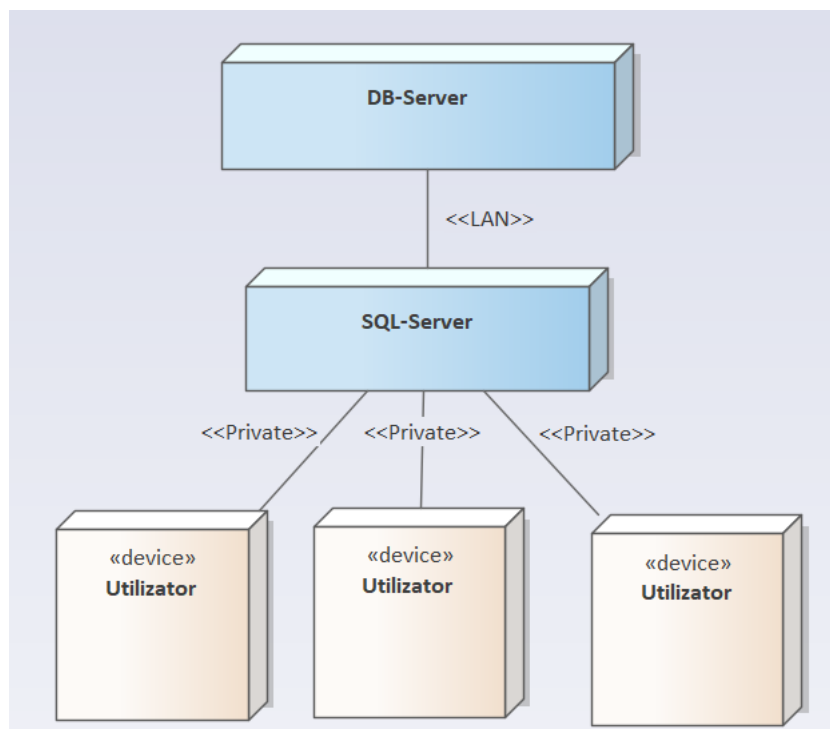 DB-Server
<<LAN>>
SQL-Server
<<Private>>
<<Private>>
<<Private>>
«device»
Utilizator
«device»
Utilizator
«device»
Utilizator